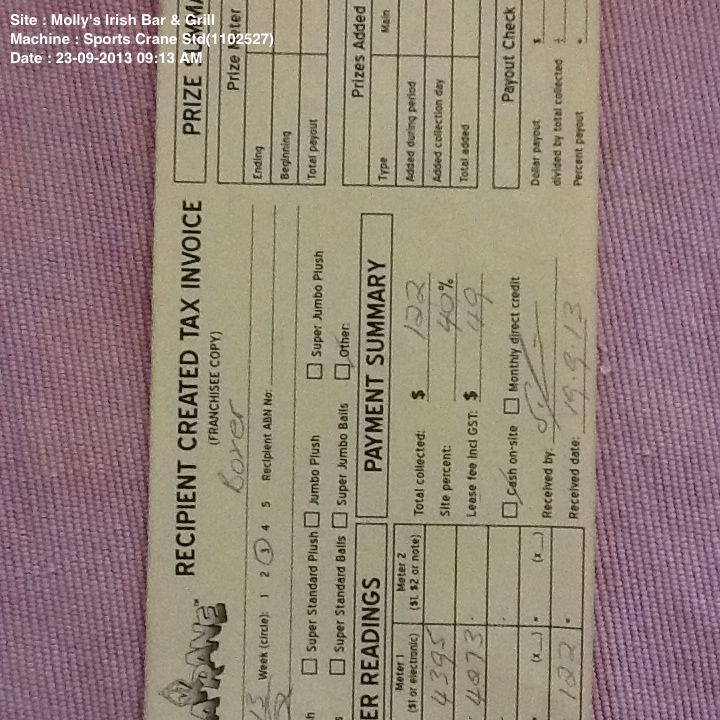 Site : Molly's Irish Bar & Grill
Machine : Sports Crane Std(1102527)
Date : 23-09-2013 09:13 AM
RECIPIENT CREATED TAX INVOICE
(FRANCHISEE COPY)
Boxer
Week (circle): 1 2 3 4 5 Recipient ABN No:
Super Standard Plush Jumbo Plush Super Jumbo Plush
Super Standard Balls Super Jumbo Balls Other:
ER READINGS
Meter 1 Meter 2
($1 or electronic) ($1, $2 or note)
4395
4273
(x__) (x__)
122
PAYMENT SUMMARY
Total collected: $ 122
Site percent: 40%
Lease fee incl GST: $ 49
Cash on-site Monthly direct credit
Received by:
Received date: 19.9.13
PRIZE
Prize Meter
Ending
Beginning
Total payout
Prizes Added
Type Main
Added during period
Added collection day
Total added
Payout Check
Dollar payout $
divided by total collected ÷
Percent payout